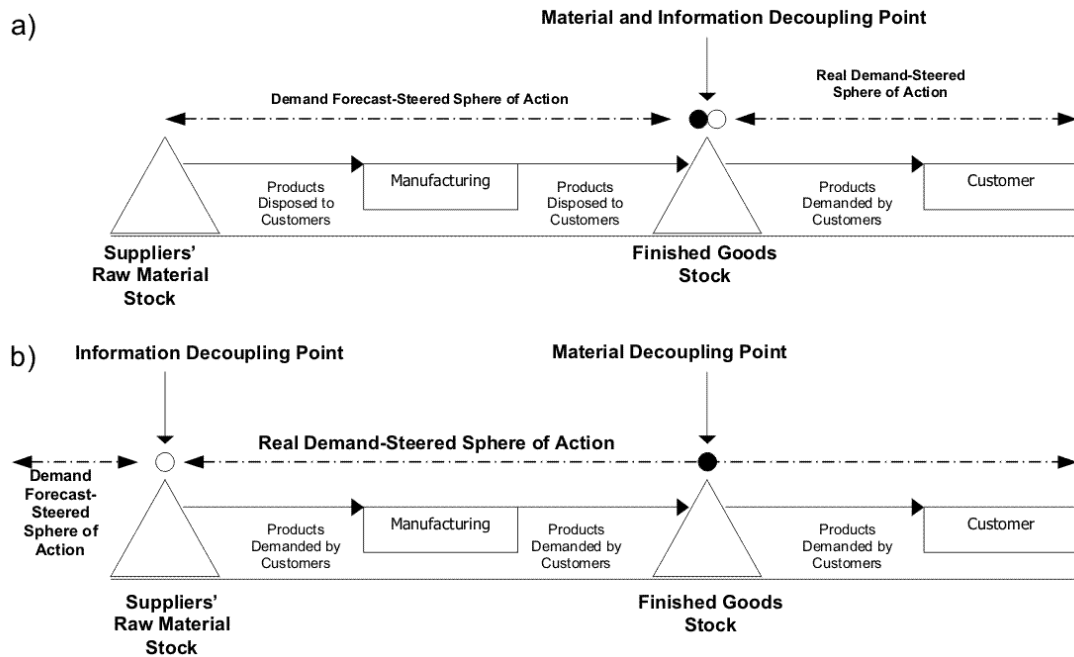 a)
Material and Information Decoupling Point
Demand Forecast-Steered Sphere of Action
Real Demand-Steered
Sphere of Action
Manufacturing
Customer
Products
Disposed to
Customers
Products
Disposed to
Customers
Products
Demanded by
Customers
Suppliers’
Raw Material
Stock
Finished Goods
Stock
b)
Information Decoupling Point
Material Decoupling Point
Real Demand-Steered Sphere of Action
Demand
Forecast-
Steered
Sphere of
Action
Manufacturing
Customer
Products
Demanded by
Customers
Products
Demanded by
Customers
Products
Demanded by
Customers
Suppliers’
Raw Material
Stock
Finished Goods
Stock